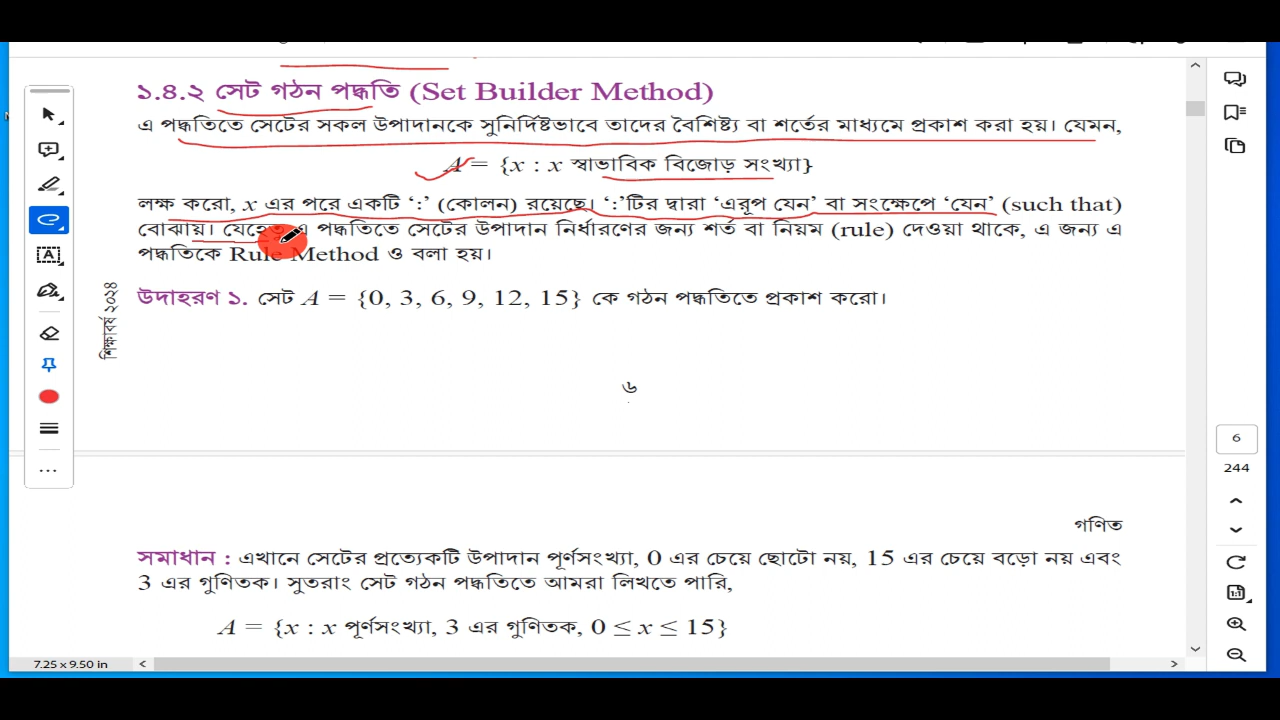 ১.৪.২ সেট গঠন পদ্ধতি (Set Builder Method)
এ পদ্ধতিতে সেটের সকল উপাদানকে সুনির্দিষ্টভাবে তাদের বৈশিষ্ট্য বা শর্তের মাধ্যমে প্রকাশ করা হয়। যেমন,
A = {x : x স্বাভাবিক বিজোড় সংখ্যা}
লক্ষ করো, x এর পরে একটি ‘:’ (কোলন) রয়েছে। ‘:’টির দ্বারা ‘এরূপ যেন’ বা সংক্ষেপে ‘যেন’ (such that)
বোঝায়। যেহেতু এ পদ্ধতিতে সেটের উপাদান নির্ধারণের জন্য শর্ত বা নিয়ম (rule) দেওয়া থাকে, এ জন্য এ
পদ্ধতিকে Rule Method ও বলা হয়।
উদাহরণ ১. সেট A = {0, 3, 6, 9, 12, 15} কে গঠন পদ্ধতিতে প্রকাশ করো।
শিক্ষাবর্ষ ২০২৪
৬
6
244
গণিত
সমাধান : এখানে সেটের প্রত্যেকটি উপাদান পূর্ণসংখ্যা, 0 এর চেয়ে ছোটো নয়, 15 এর চেয়ে বড়ো নয় এবং
3 এর গুণিতক। সুতরাং সেট গঠন পদ্ধতিতে আমরা লিখতে পারি,
A = {x : x পূর্ণসংখ্যা, 3 এর গুণিতক, 0 ≤ x ≤ 15}
7.25 x 9.50 in